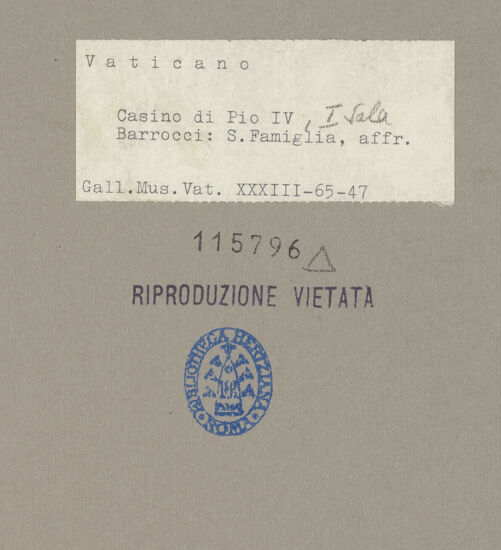 Vaticano
Casino di Pio IV, I Sala
Barrocci: S.Famiglia, affr.
Gall.Mus.Vat. XXXIII-65-47
115796
RIPRODUZIONE VIETATA
BIBLIOTHECA HERTZIANA
ROMA